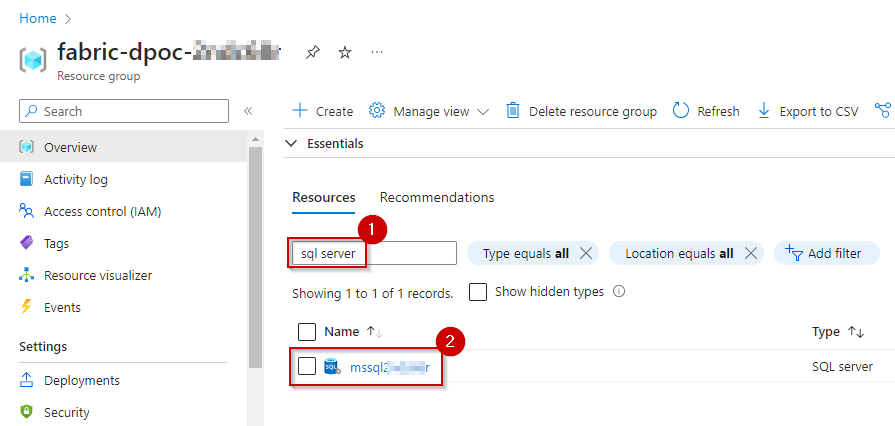 Home
fabric-dpoc-
Resource group
Search
Create Manage view Delete resource group Refresh Export to CSV
Overview
Activity log
Access control (IAM)
Tags
Resource visualizer
Events
Settings
Deployments
Security
Essentials
Resources Recommendations
1
sql server Type equals all Location equals all Add filter
Showing 1 to 1 of 1 records. Show hidden types
2
Name Type
mssql SQL server